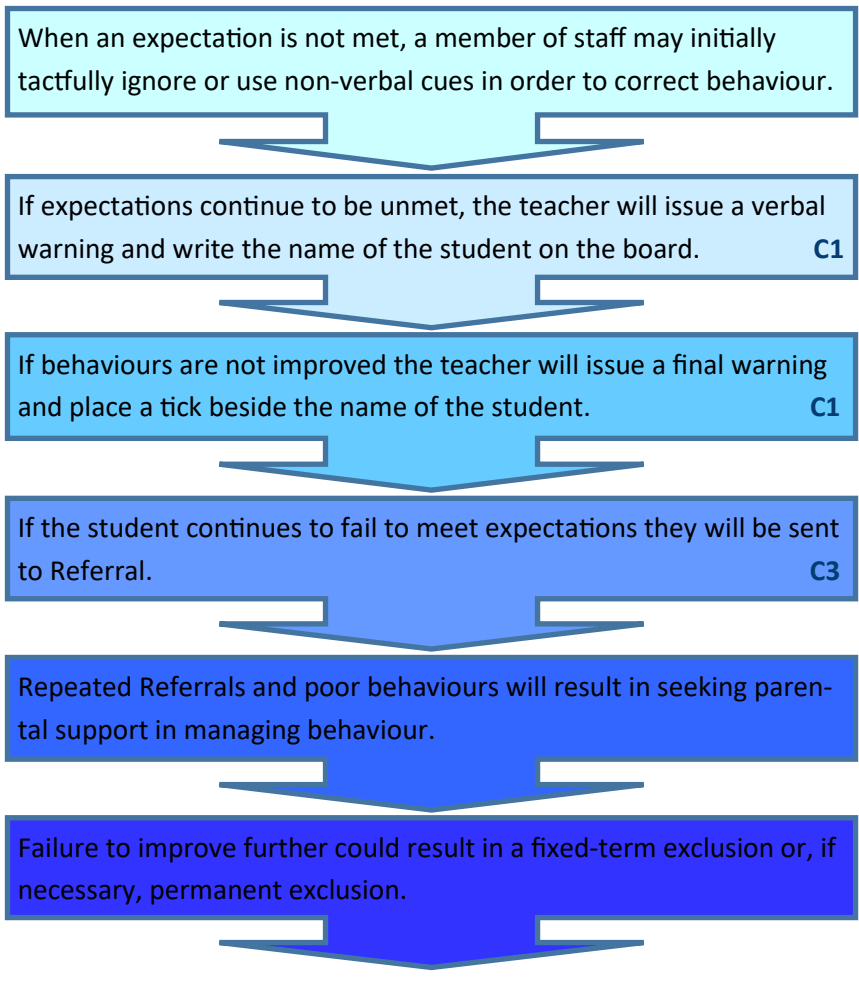 When an expectation is not met, a member of staff may initially
tactfully ignore or use non-verbal cues in order to correct behaviour.
If expectations continue to be unmet, the teacher will issue a verbal
warning and write the name of the student on the board. C1
If behaviours are not improved the teacher will issue a final warning
and place a tick beside the name of the student. C1
If the student continues to fail to meet expectations they will be sent
to Referral. C3
Repeated Referrals and poor behaviours will result in seeking paren-
tal support in managing behaviour.
Failure to improve further could result in a fixed-term exclusion or, if
necessary, permanent exclusion.